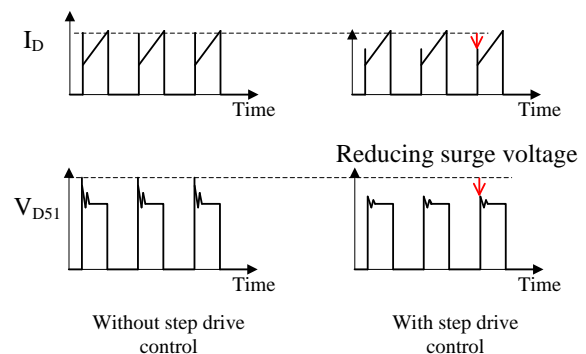 I_D
Time
Time
Reducing surge voltage
V_D51
Time
Time
Without step drive
control
With step drive
control